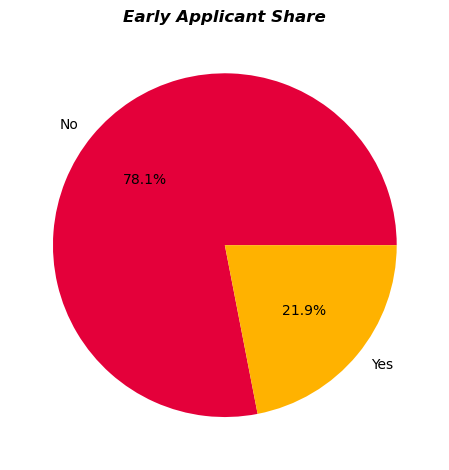 Early Applicant Share
No
78.1%
21.9%
Yes